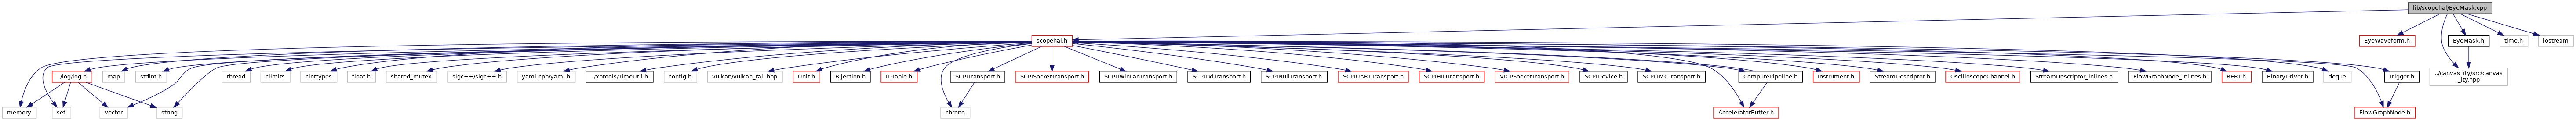 lib/scopehal/EyeMask.cpp
scopehal.h
EyeWaveform.h
EyeMask.h
time.h
iostream
../log/log.h
map
stdint.h
thread
climits
cinttypes
float.h
shared_mutex
sigc++/sigc++.h
yaml-cpp/yaml.h
../xptools/TimeUtil.h
config.h
vulkan/vulkan_raii.hpp
Unit.h
Bijection.h
IDTable.h
SCPITransport.h
SCPISocketTransport.h
SCPITwinLanTransport.h
SCPILxiTransport.h
SCPINullTransport.h
SCPIUARTTransport.h
SCPIHIDTransport.h
VICPSocketTransport.h
SCPIDevice.h
SCPITMCTransport.h
ComputePipeline.h
Instrument.h
StreamDescriptor.h
OscilloscopeChannel.h
StreamDescriptor_inlines.h
FlowGraphNode_inlines.h
BERT.h
BinaryDriver.h
deque
Trigger.h
../canvas_ity/src/canvas
_ity.hpp
memory
set
vector
string
chrono
AcceleratorBuffer.h
FlowGraphNode.h